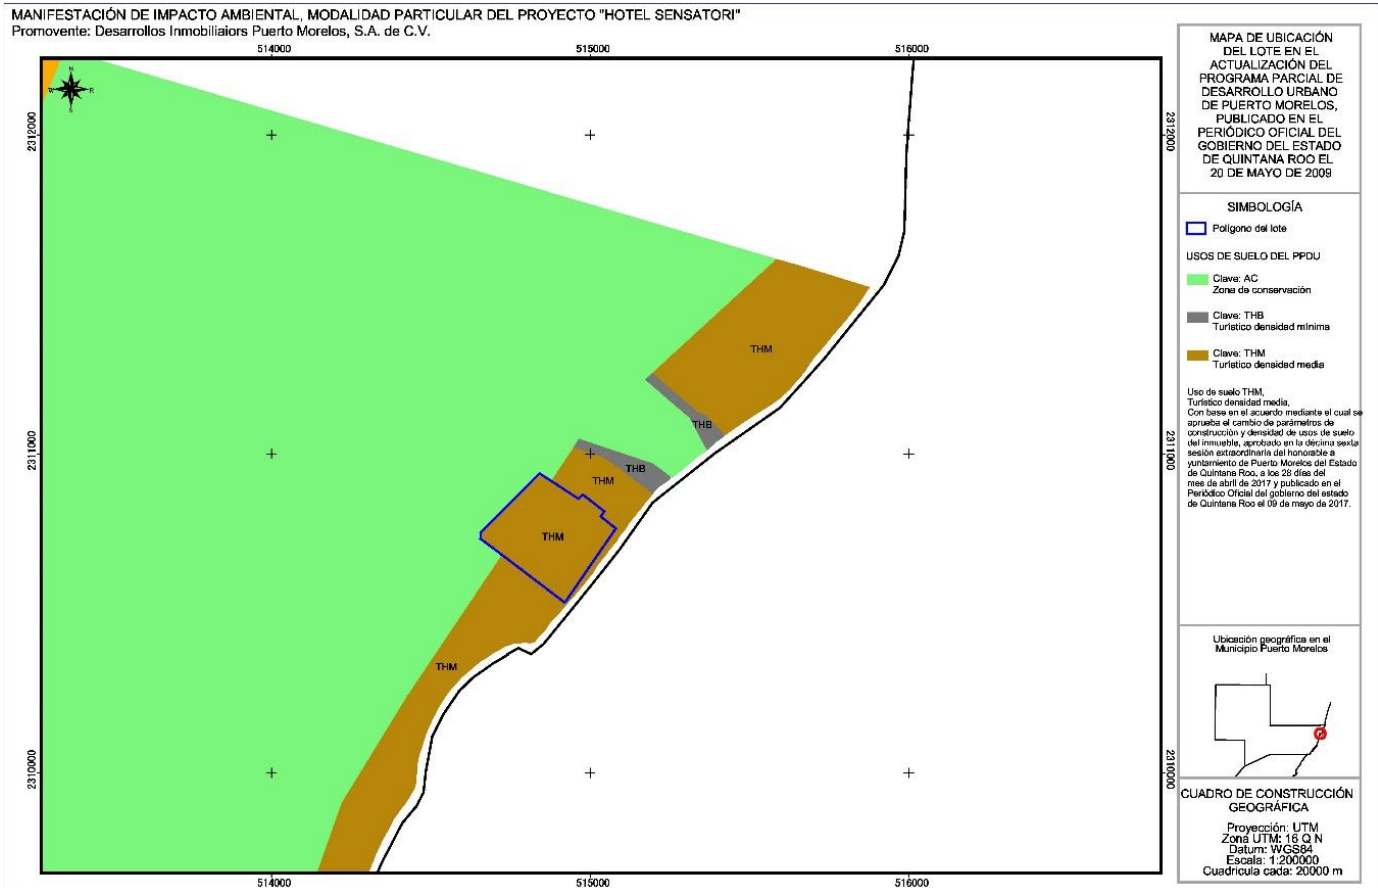 MANIFESTACIÓN DE IMPACTO AMBIENTAL, MODALIDAD PARTICULAR DEL PROYECTO "HOTEL SENSATORI"
Promovente: Desarrollos Inmobiliaiors Puerto Morelos, S.A. de C.V.
514000
515000
516000
N
W
E
S
2312000
2312000
THM
THB
2311000
2311000
THB
THM
THM
THM
2310000
2310000
514000
515000
516000
MAPA DE UBICACIÓN
DEL LOTE EN EL
ACTUALIZACIÓN DEL
PROGRAMA PARCIAL DE
DESARROLLO URBANO
DE PUERTO MORELOS,
PUBLICADO EN EL
PERIÓDICO OFICIAL DEL
GOBIERNO DEL ESTADO
DE QUINTANA ROO EL
20 DE MAYO DE 2009
SIMBOLOGÍA
Polígono del lote
USOS DE SUELO DEL PPDU
Clave: AC
Zona de conservación
Clave: THB
Turístico densidad mínima
Clave: THM
Turístico densidad media
Uso de suelo THM,
Turístico densidad media,
Con base en el acuerdo mediante el cual se
aprueba el cambio de parámetros de
construcción y densidad de usos de suelo
del inmueble, aprobado en la décima sexta
sesión extraordinaria del honorable a
yuntamiento de Puerto Morelos del Estado
de Quintana Roo, a los 28 días del
mes de abril de 2017 y publicado en el
Periódico Oficial del gobierno del estado
de Quintana Roo el 09 de mayo de 2017.
Ubicación geográfica en el
Municipio Puerto Morelos
CUADRO DE CONSTRUCCIÓN
GEOGRÁFICA
Proyección: UTM
Zona UTM: 16 Q N
Datum: WGS84
Escala: 1:200000
Cuadrícula cada: 20000 m